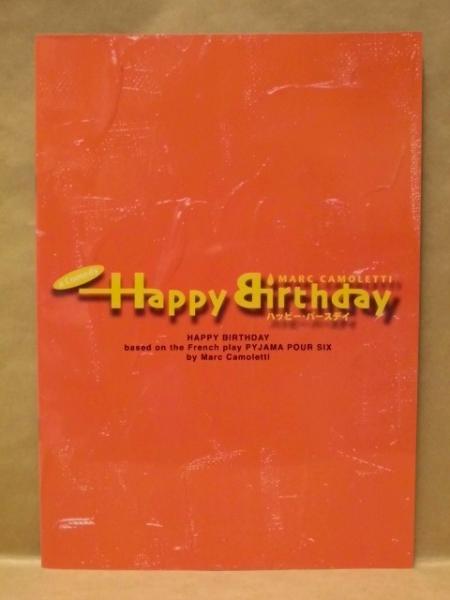 a Comedy
MARC CAMOLETTI
Happy Birthday
ハッピー・バースデイ
HAPPY BIRTHDAY
based on the French play PYJAMA POUR SIX
by Marc Camoletti